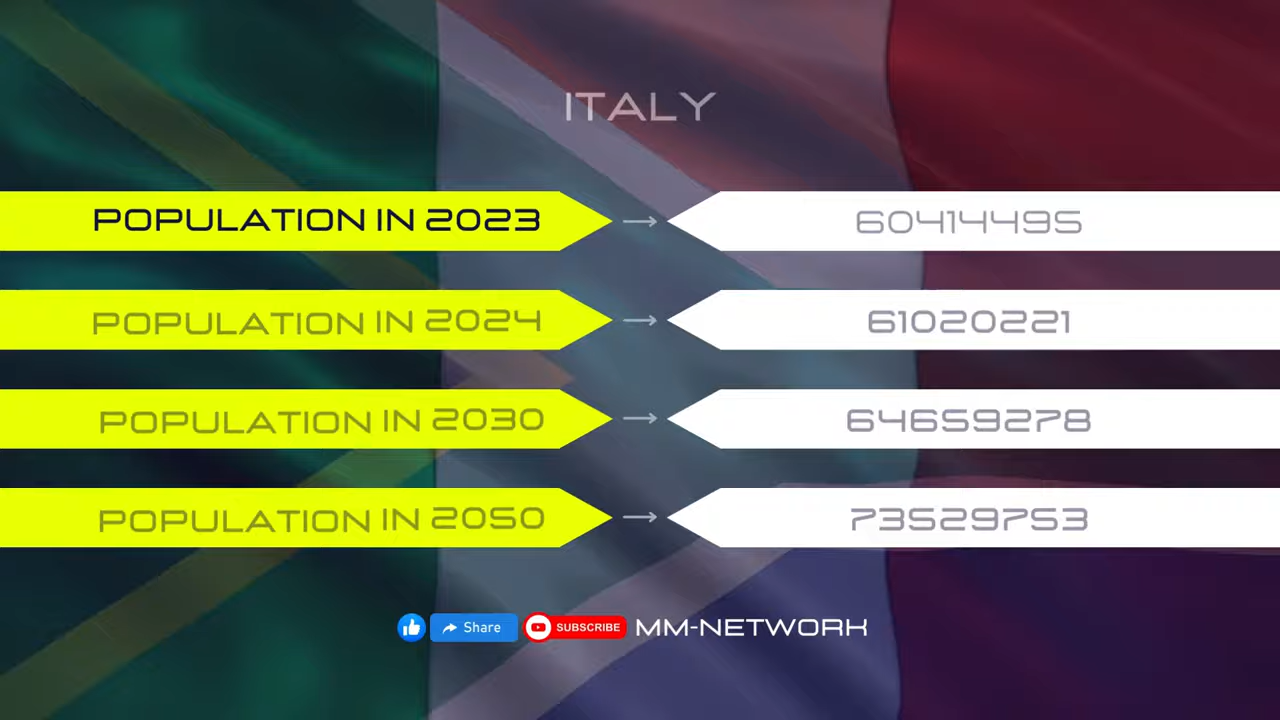 ITALY
POPULATION IN 2023 → 60414495
POPULATION IN 2024 → 61020221
POPULATION IN 2030 → 64659278
POPULATION IN 2050 → 73529753
Share SUBSCRIBE MM-NETWORK